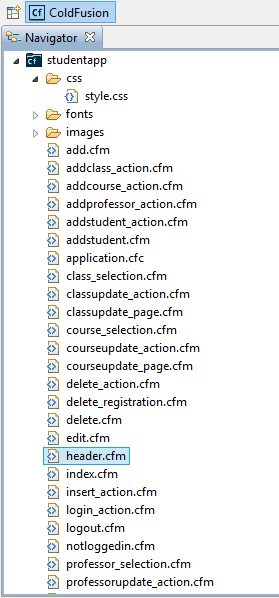 Cf ColdFusion
Navigator
Cf studentapp
css
style.css
fonts
images
add.cfm
addclass_action.cfm
addcourse_action.cfm
addprofessor_action.cfm
addstudent_action.cfm
addstudent.cfm
application.cfc
class_selection.cfm
classupdate_action.cfm
classupdate_page.cfm
course_selection.cfm
courseupdate_action.cfm
courseupdate_page.cfm
delete_action.cfm
delete_registration.cfm
delete.cfm
edit.cfm
header.cfm
index.cfm
insert_action.cfm
login_action.cfm
logout.cfm
notloggedin.cfm
professor_selection.cfm
professorupdate_action.cfm